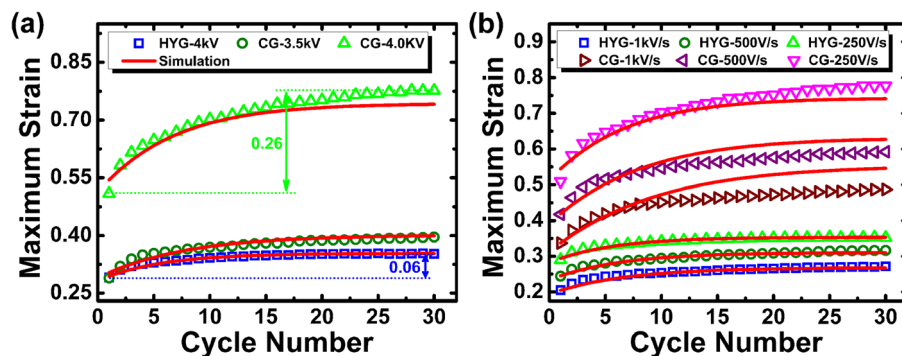 (a)
HYG-4kV CG-3.5kV CG-4.0KV
Simulation
0.26
0.06
Maximum Strain
0.85
0.70
0.55
0.40
0.25
0 5 10 15 20 25 30
Cycle Number
(b)
HYG-1kV/s HYG-500V/s HYG-250V/s
CG-1kV/s CG-500V/s CG-250V/s
Maximum Strain
0.9
0.8
0.7
0.6
0.5
0.4
0.3
0.2
0 5 10 15 20 25 30
Cycle Number